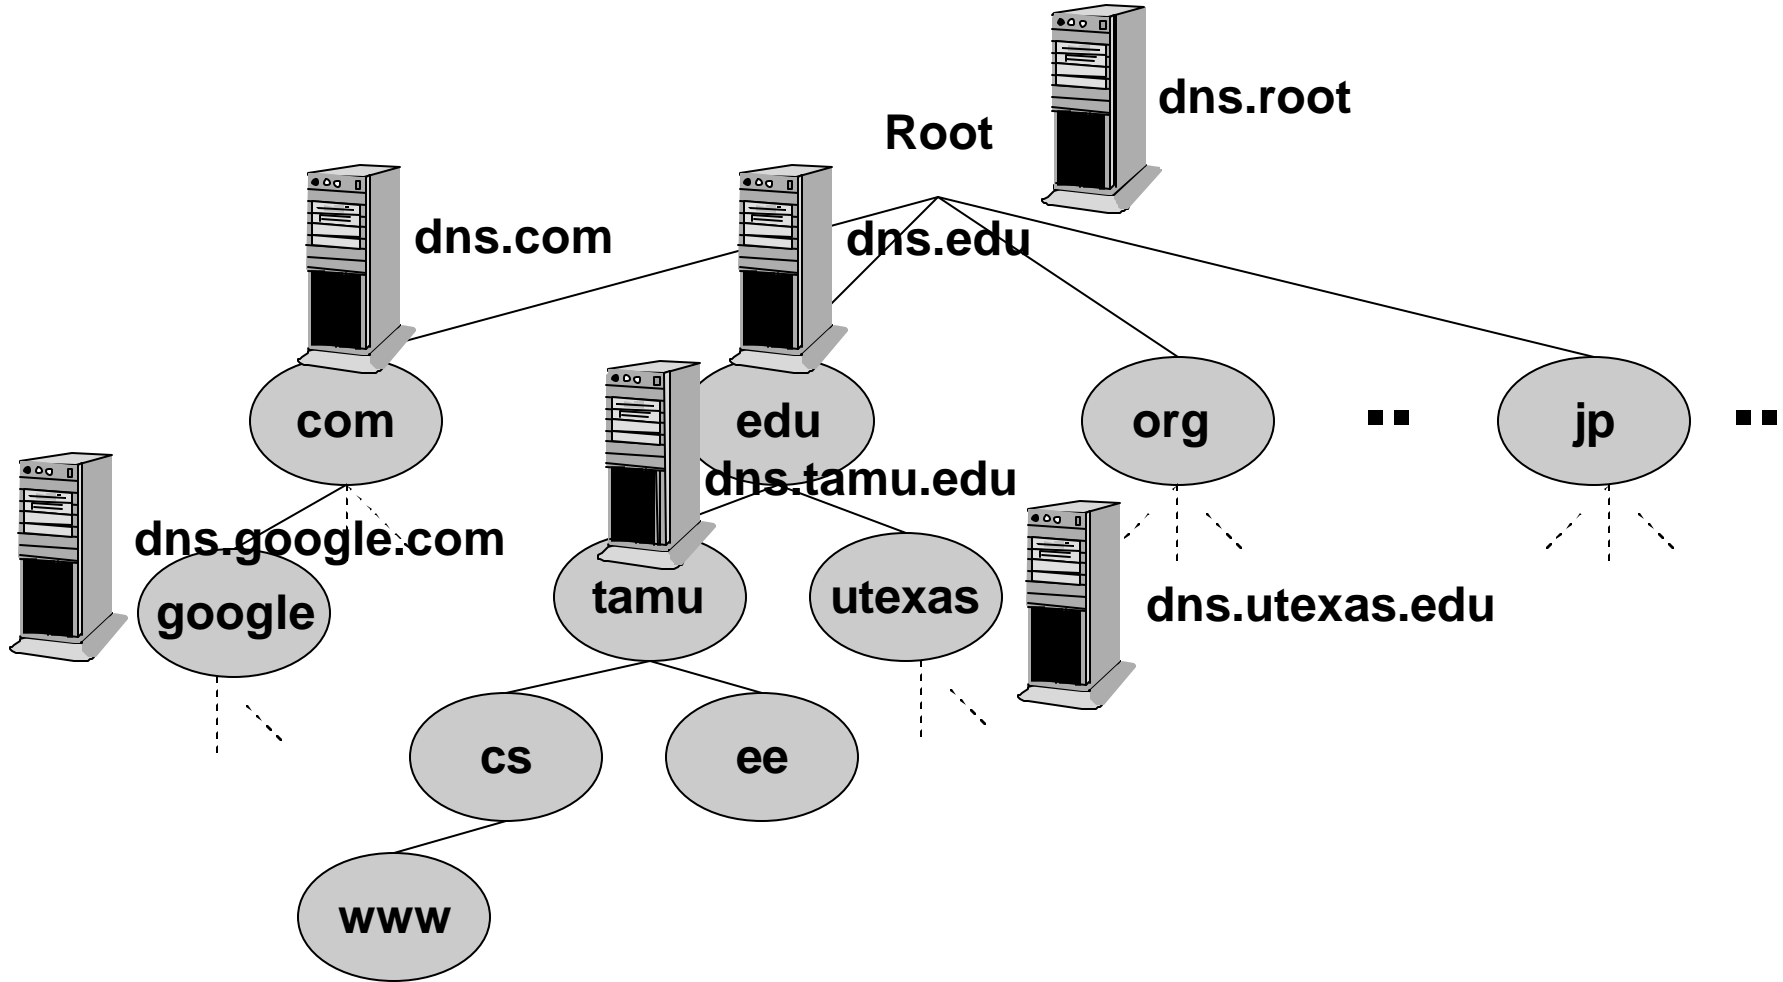 dns.root
Root
dns.com
dns.edu
com
edu
org
jp
dns.tamu.edu
dns.google.com
google
tamu
utexas
dns.utexas.edu
cs
ee
www